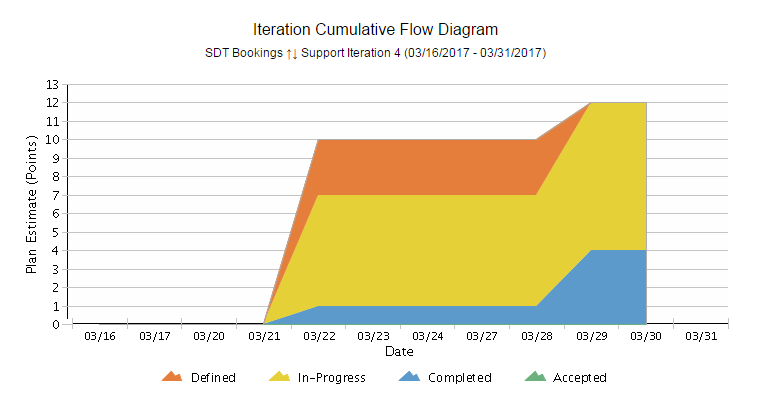 Iteration Cumulative Flow Diagram
SDT Bookings ↑↓ Support Iteration 4 (03/16/2017 - 03/31/2017)
Plan Estimate (Points)
13
12
11
10
9
8
7
6
5
4
3
2
1
0
03/16 03/17 03/20 03/21 03/22 03/23 03/24 03/27 03/28 03/29 03/30 03/31
Date
Defined In-Progress Completed Accepted